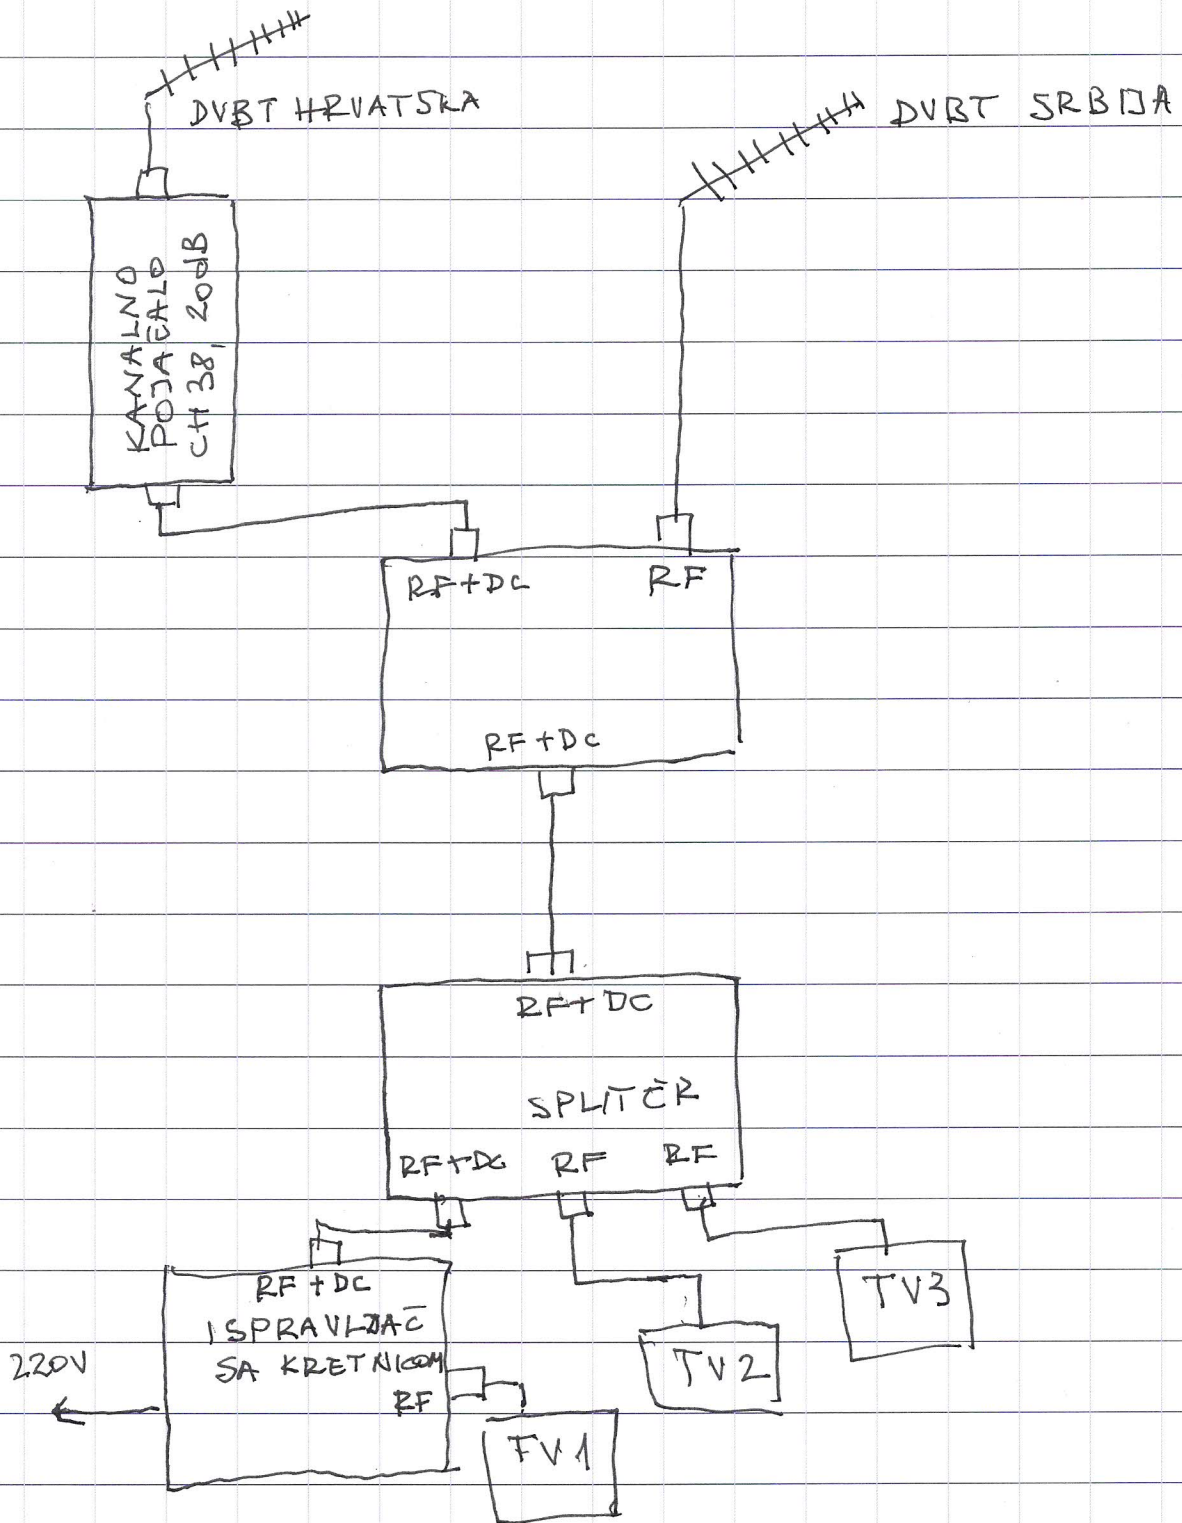 DVBT HRVATSKA
DVBT SRBIJA
KANALNO
POJAČALO
CH 38, 20dB
RF+DC
RF
RF+DC
RF+DC
SPLITER
RF+DC
RF
RF
RF+DC
ISPRAVLJAČ
SA KRETNICOM
RF
220V
TV1
TV2
TV3